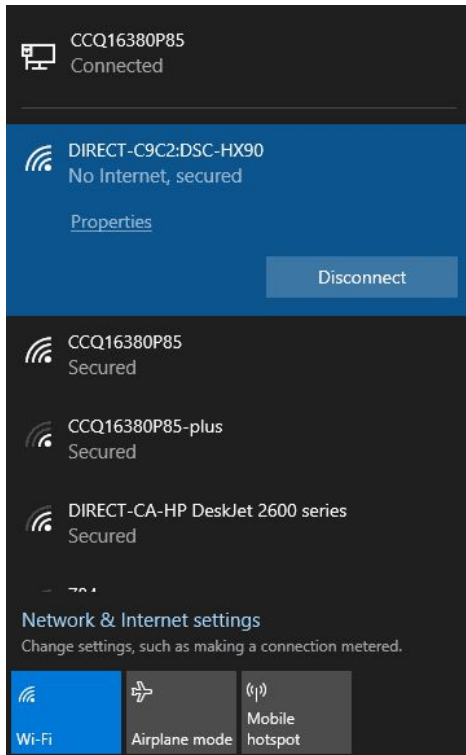 CCQ16380P85
Connected
DIRECT-C9C2:DSC-HX90
No Internet, secured
Properties
Disconnect
CCQ16380P85
Secured
CCQ16380P85-plus
Secured
DIRECT-CA-HP DeskJet 2600 series
Secured
Network & Internet settings
Change settings, such as making a connection metered.
Wi-Fi
Airplane mode
Mobile
hotspot